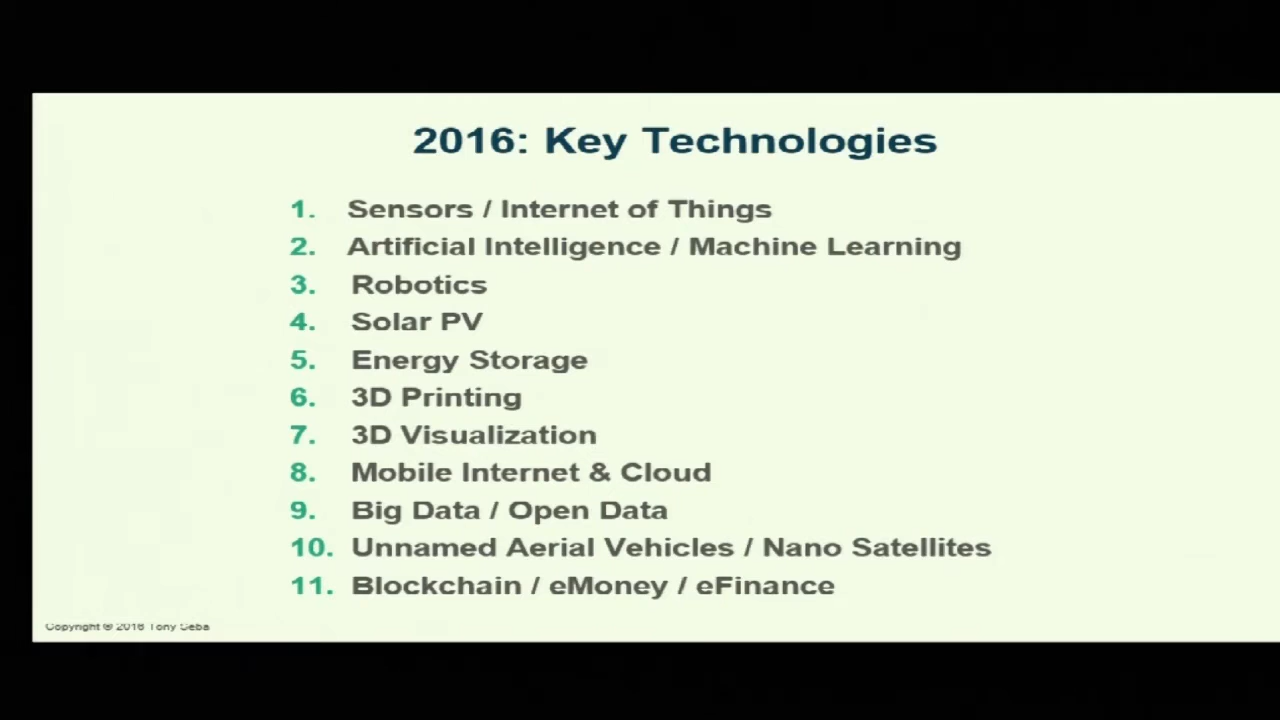 2016: Key Technologies
1. Sensors / Internet of Things
2. Artificial Intelligence / Machine Learning
3. Robotics
4. Solar PV
5. Energy Storage
6. 3D Printing
7. 3D Visualization
8. Mobile Internet & Cloud
9. Big Data / Open Data
10. Unnamed Aerial Vehicles / Nano Satellites
11. Blockchain / eMoney / eFinance
Copyright © 2016 Tony Seba